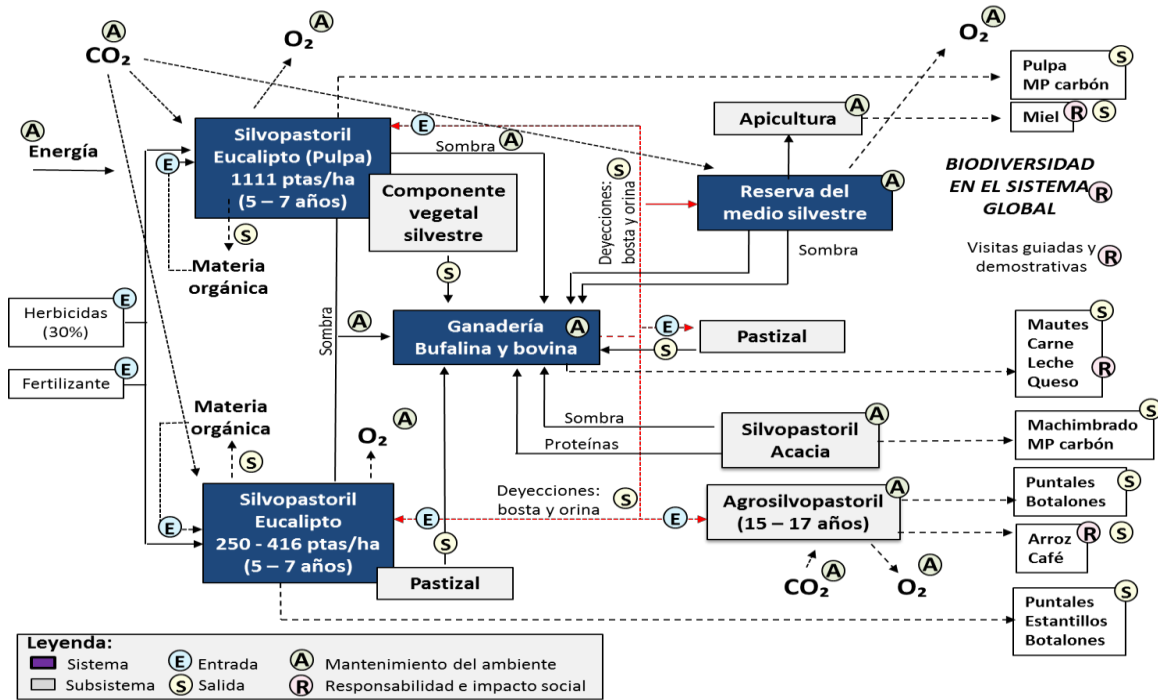 A
CO₂
A
O₂
A
O₂
A
Energía
Silvopastoril
Eucalipto (Pulpa)
1111 ptas/ha
(5 – 7 años)
E
E
Sombra
A
Componente
vegetal
silvestre
S
S
Materia
orgánica
Herbicidas
(30%)
E
Fertilizante
E
Sombra
A
Ganadería
Bufalina y bovina
A
Deyecciones:
bosta y orina
S
Apicultura
A
Reserva del
medio silvestre
A
Sombra
E
S
Pastizal
Pulpa
MP carbón
S
Miel
R
S
BIODIVERSIDAD
EN EL SISTEMA
GLOBAL
R
Visitas guiadas y
demostrativas
R
Mautes
Carne
Leche
Queso
S
R
Sombra
Proteínas
Silvopastoril
Acacia
A
Machimbrado
MP carbón
S
Materia
orgánica
S
O₂
A
E
Silvopastoril
Eucalipto
250 - 416 ptas/ha
(5 – 7 años)
E
Deyecciones:
bosta y orina
S
E
S
Pastizal
Agrosilvopastoril
(15 – 17 años)
A
CO₂
A
O₂
A
Puntales
Botalones
S
Arroz
Café
R
S
Puntales
Estantillos
Botalones
S
Leyenda:
Sistema
E
Entrada
A
Mantenimiento del ambiente
Subsistema
S
Salida
R
Responsabilidad e impacto social